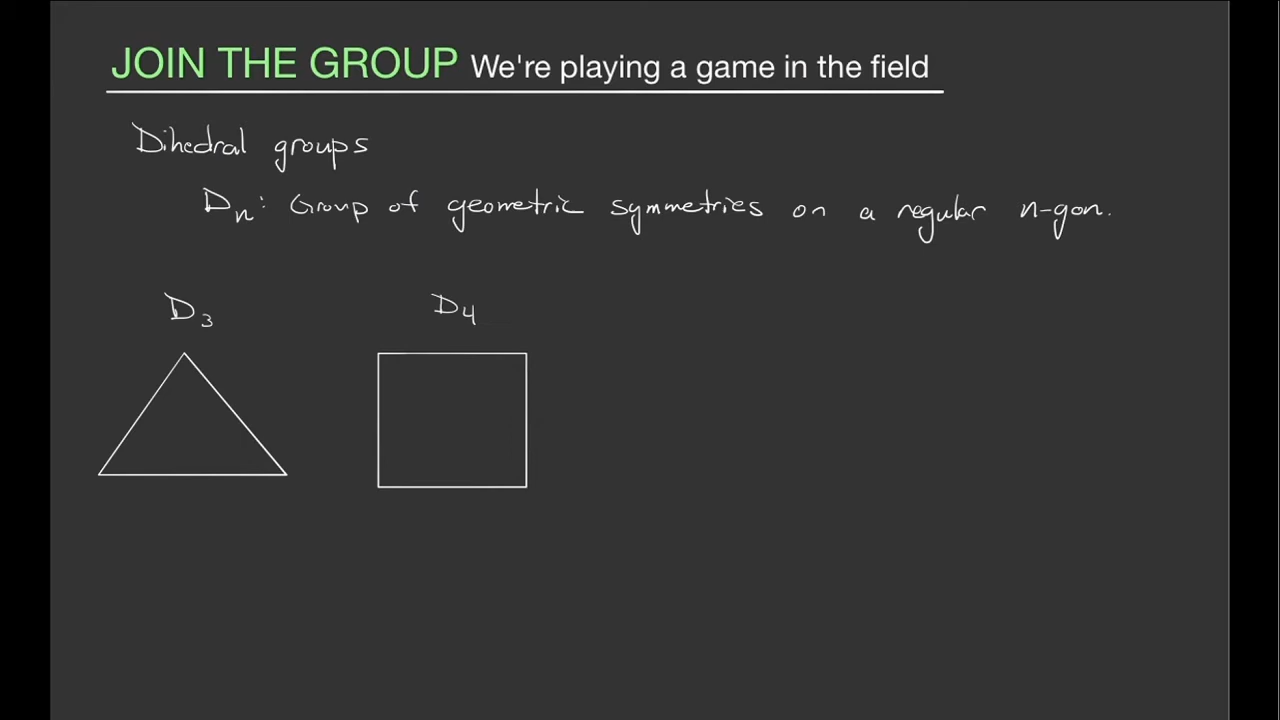 JOIN THE GROUP We're playing a game in the field
Dihedral groups
Dn: Group of geometric symmetries on a regular n-gon.
D3 D4